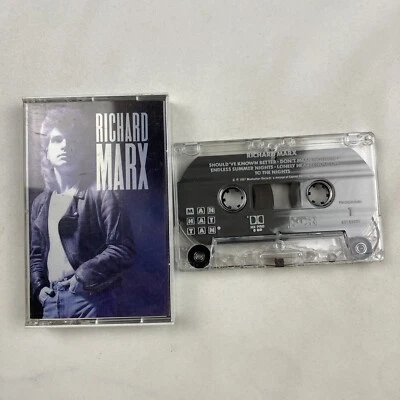 RICHARD
MARX
RICHARD MARX
SHOULD'VE KNOWN BETTER • DON'T
ENDLESS SUMMER NIGHTS • LONELY
TO THE NIGHTS
MAN
HAT
TAN
1